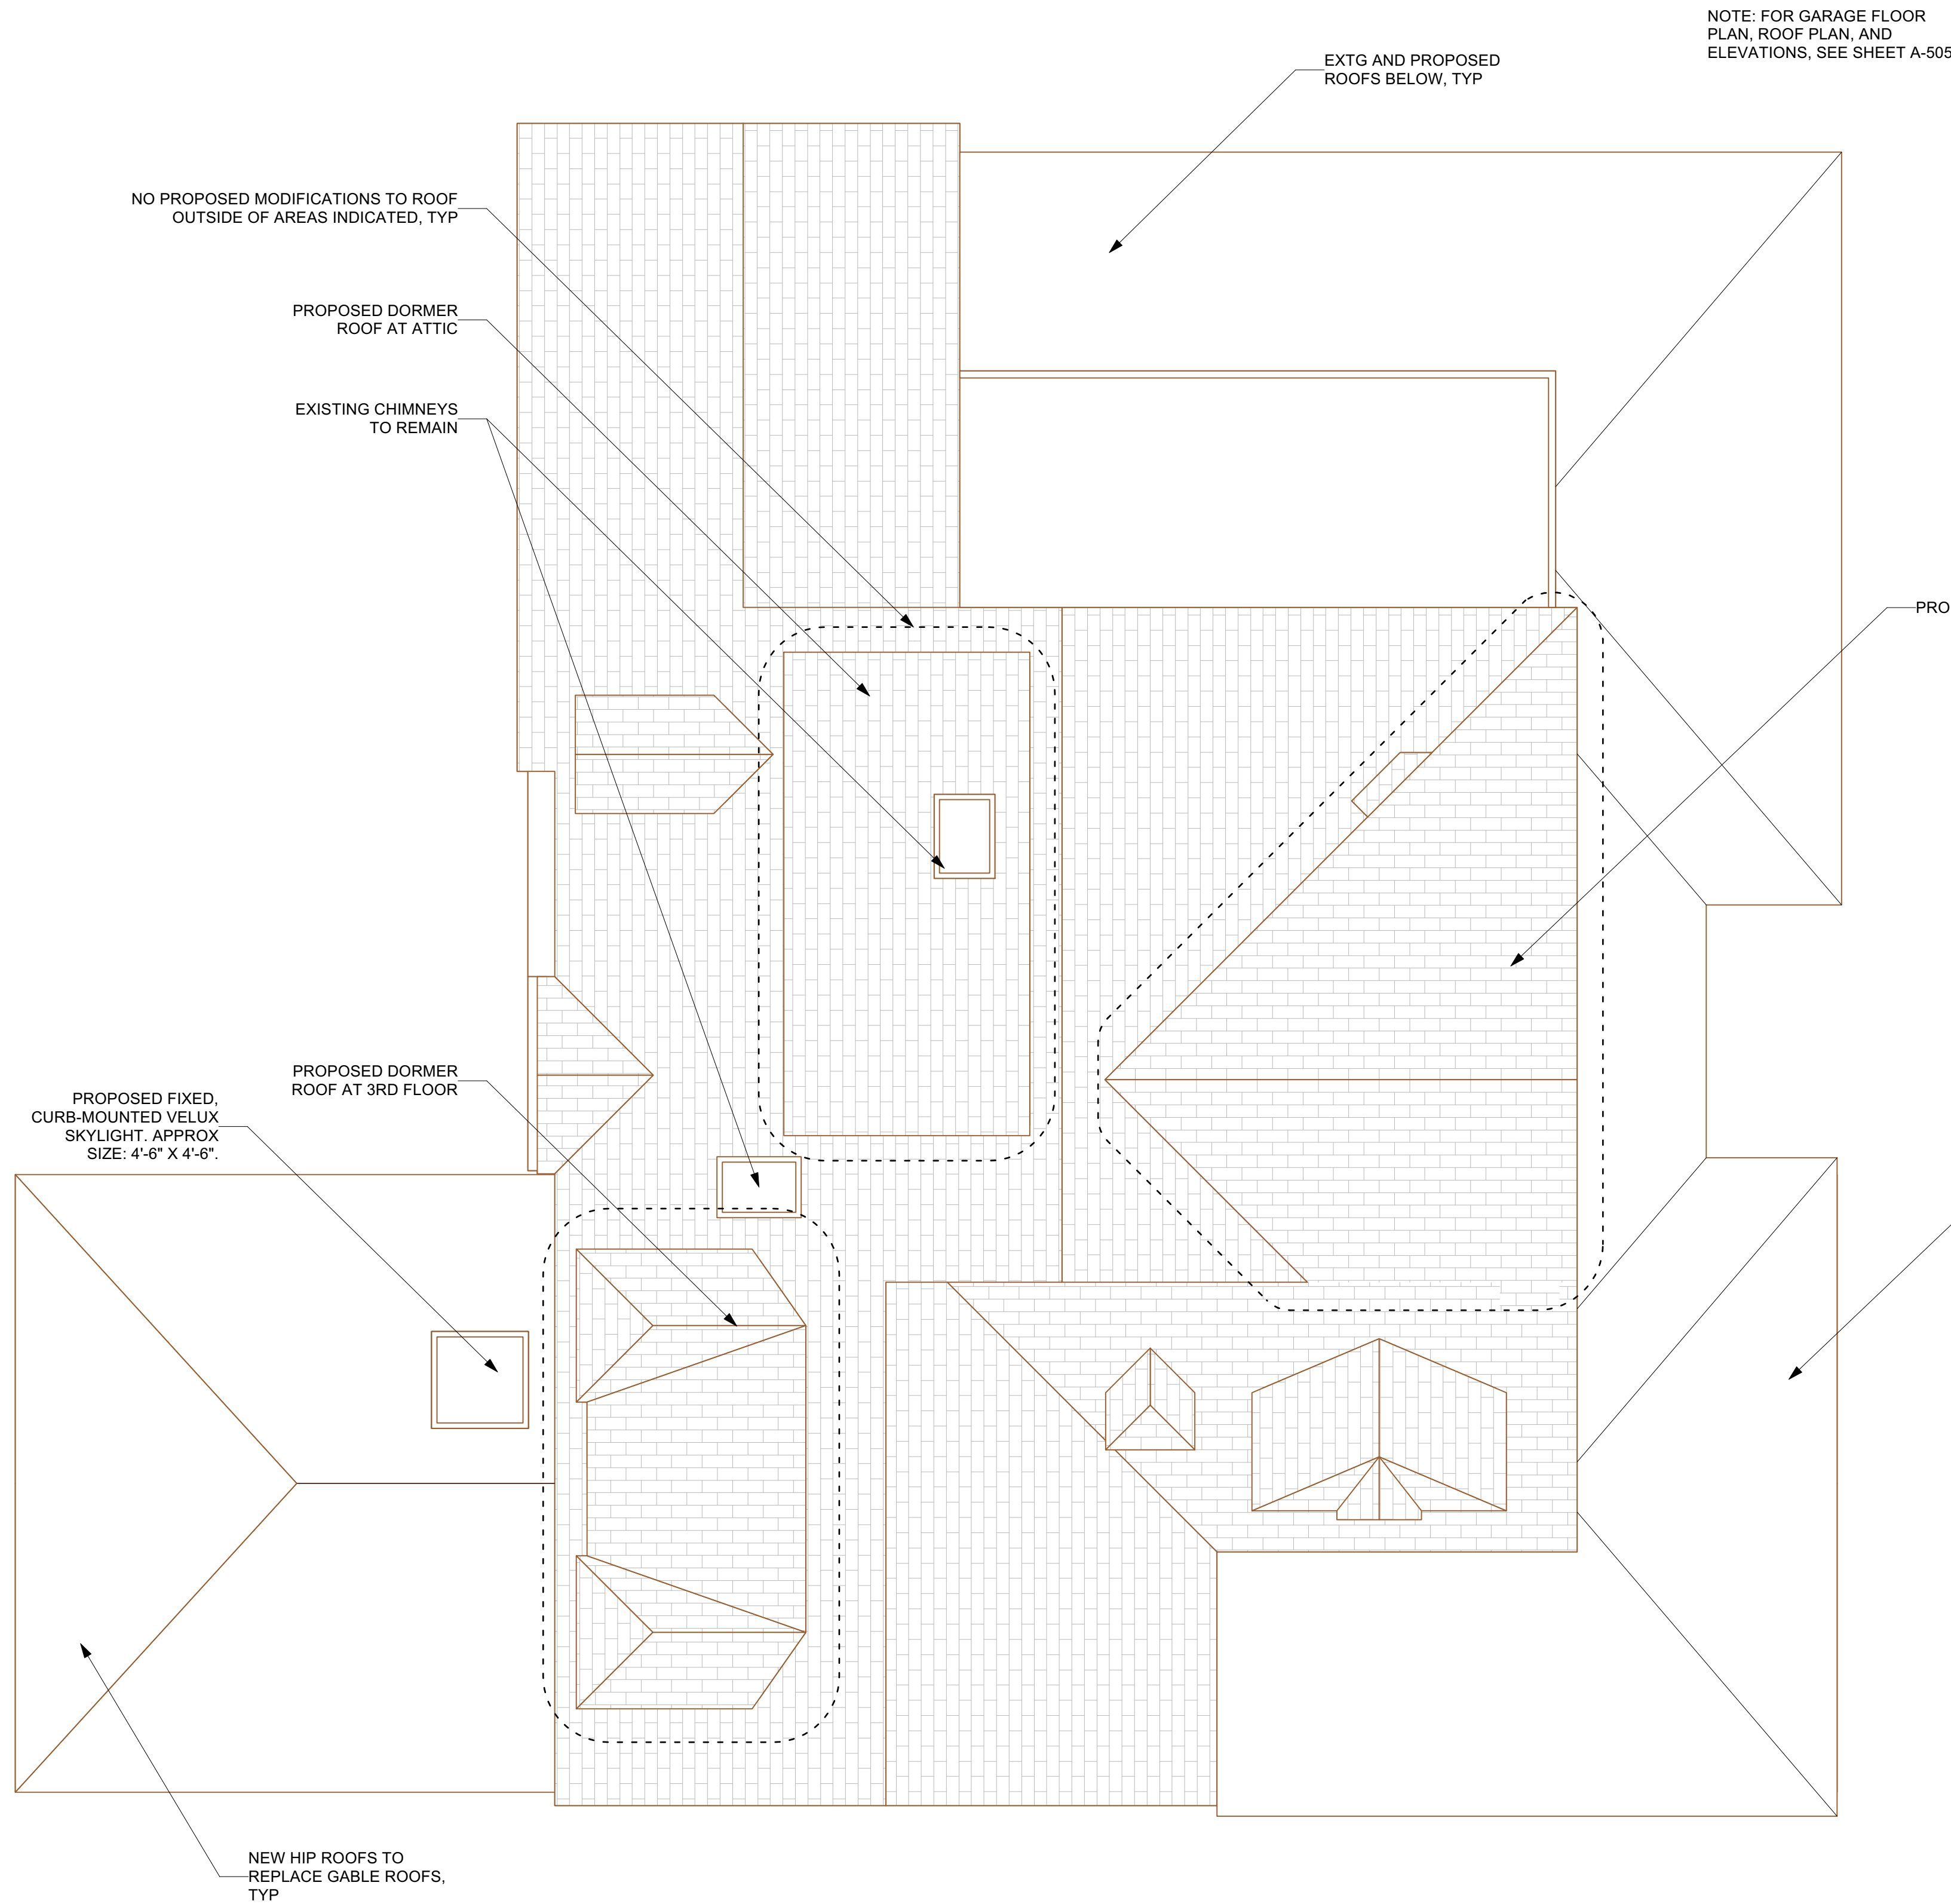 NOTE: FOR GARAGE FLOOR
PLAN, ROOF PLAN, AND
ELEVATIONS, SEE SHEET A-505
EXTG AND PROPOSED
ROOFS BELOW, TYP
NO PROPOSED MODIFICATIONS TO ROOF
OUTSIDE OF AREAS INDICATED, TYP
PROPOSED DORMER
ROOF AT ATTIC
EXISTING CHIMNEYS
TO REMAIN
PRO
PROPOSED DORMER
ROOF AT 3RD FLOOR
PROPOSED FIXED,
CURB-MOUNTED VELUX
SKYLIGHT. APPROX
SIZE: 4'-6" X 4'-6".
NEW HIP ROOFS TO
REPLACE GABLE ROOFS,
TYP